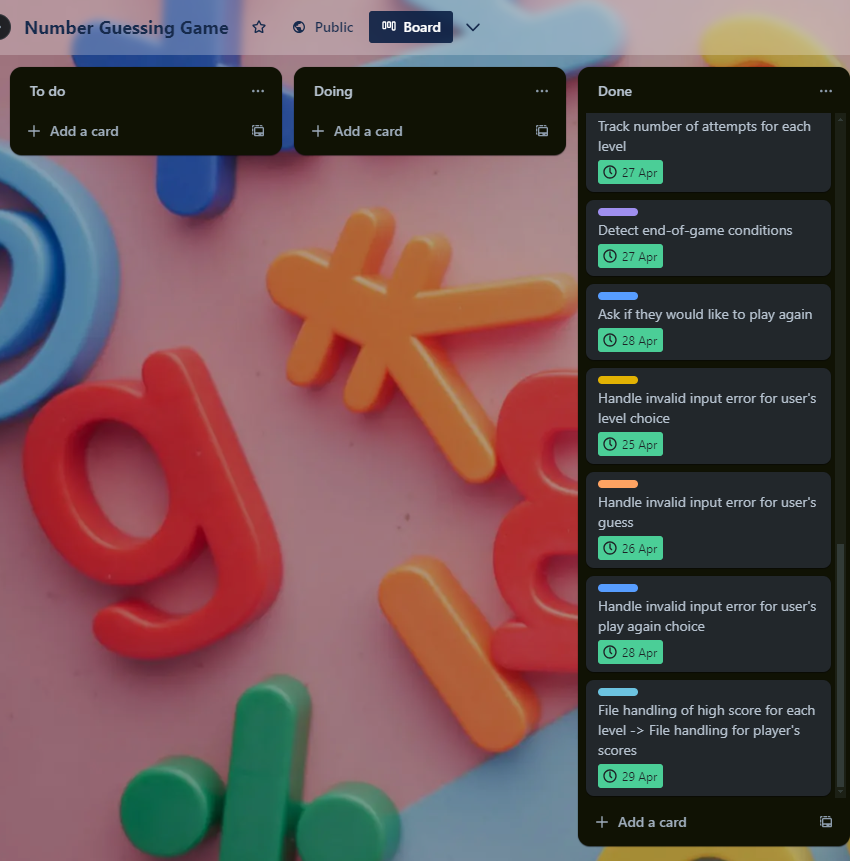 Number Guessing Game
Public
Board
To do
Add a card
Doing
Add a card
Done
Track number of attempts for each
level
27 Apr
Detect end-of-game conditions
27 Apr
Ask if they would like to play again
28 Apr
Handle invalid input error for user's
level choice
25 Apr
Handle invalid input error for user's
guess
26 Apr
Handle invalid input error for user's
play again choice
28 Apr
File handling of high score for each
level -> File handling for player's
scores
29 Apr
Add a card